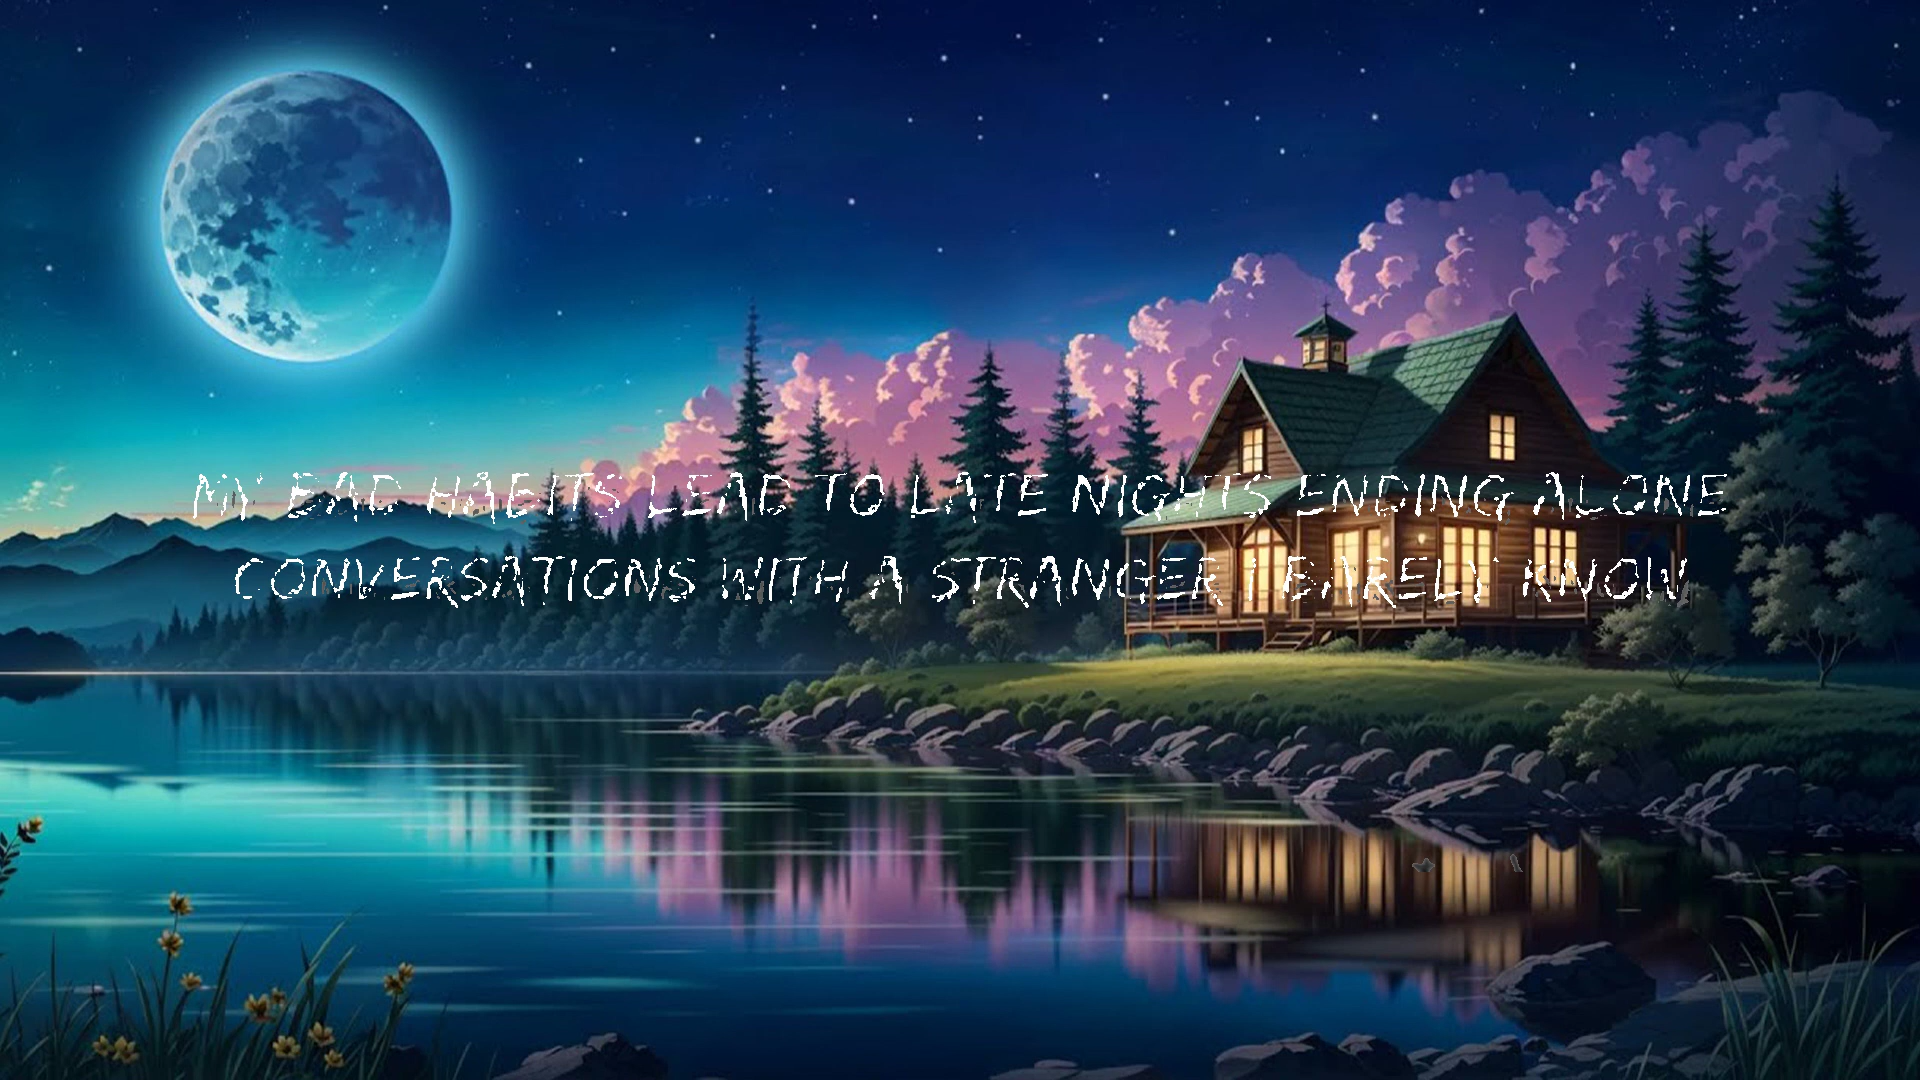 MY BAD HABITS LEAD TO LATE NIGHTS ENDING ALONE
CONVERSATIONS WITH A STRANGER I BARELY KNOW